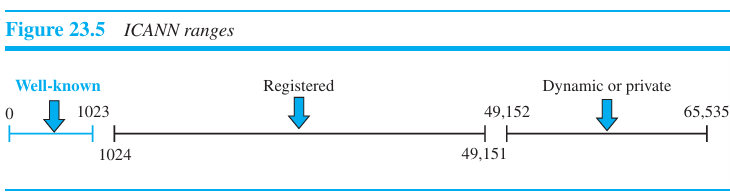 Figure 23.5 ICANN ranges
Well-known Registered Dynamic or private
0 1023 49,152 65,535
1024 49,151